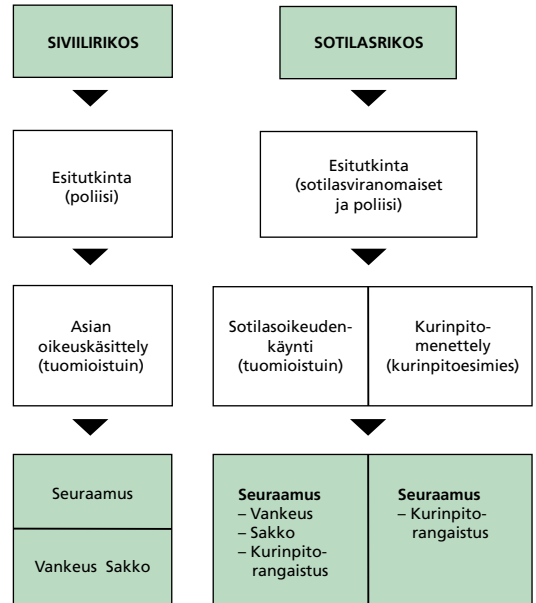 SIVIILIRIKOS
Esitutkinta
(poliisi)
Asian
oikeuskäsittely
(tuomioistuin)
Seuraamus
Vankeus Sakko
SOTILASRIKOS
Esitutkinta
(sotilasviranomaiset
ja poliisi)
Sotilasoikeuden-
käynti
(tuomioistuin)
Kurinpito-
menettely
(kurinpitoesimies)
Seuraamus
– Vankeus
– Sakko
– Kurinpito-
rangaistus
Seuraamus
– Kurinpito-
rangaistus